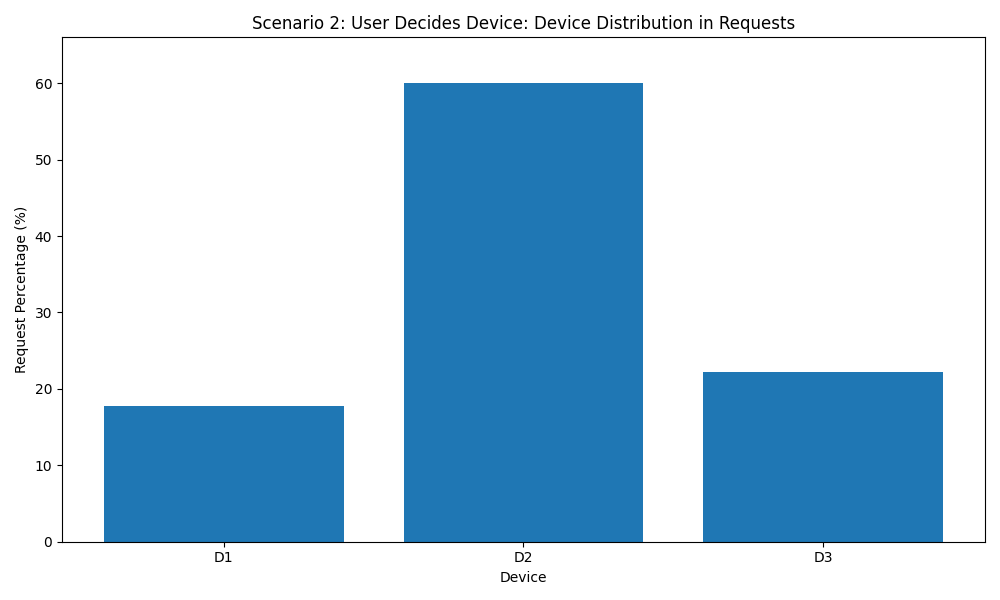 Scenario 2: User Decides Device: Device Distribution in Requests
Request Percentage (%)
60
50
40
30
20
10
0
D1
D2
D3
Device